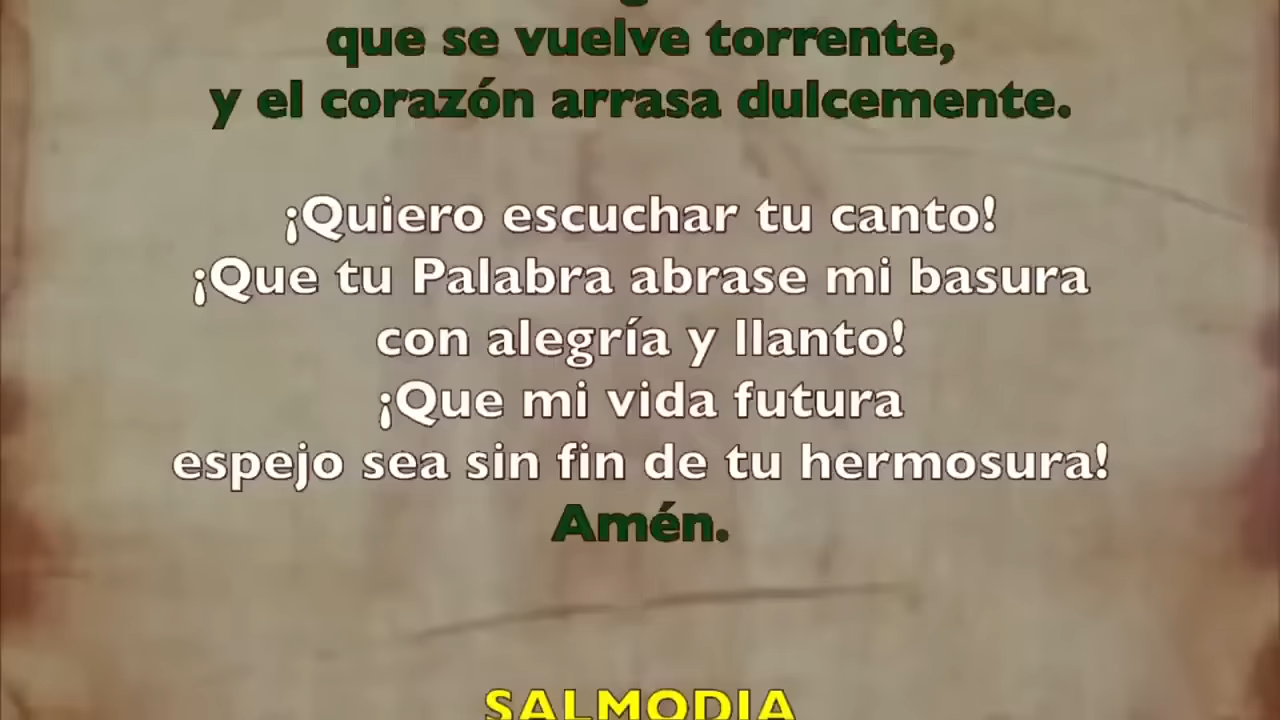 que se vuelve torrente,
y el corazón arrasa dulcemente.
¡Quiero escuchar tu canto!
¡Que tu Palabra abrase mi basura
con alegría y llanto!
¡Que mi vida futura
espejo sea sin fin de tu hermosura!
Amén.
SALMODIA